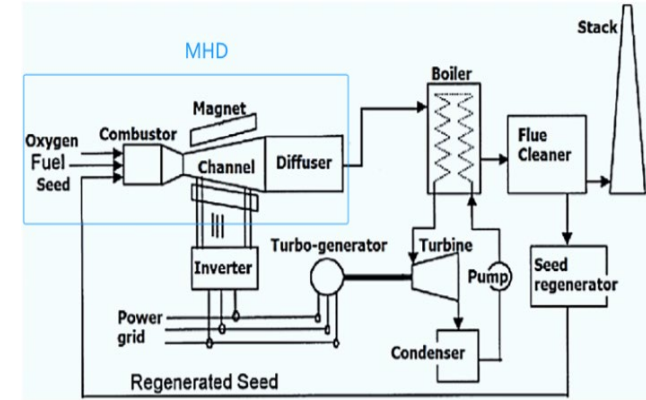 MHD
Stack
Boiler
Magnet
Oxygen
Combustor
Fuel
Seed
Channel
Diffuser
Flue
Cleaner
Inverter
Turbo-generator
Turbine
Pump
Seed
regenerator
Power
grid
Condenser
Regenerated Seed